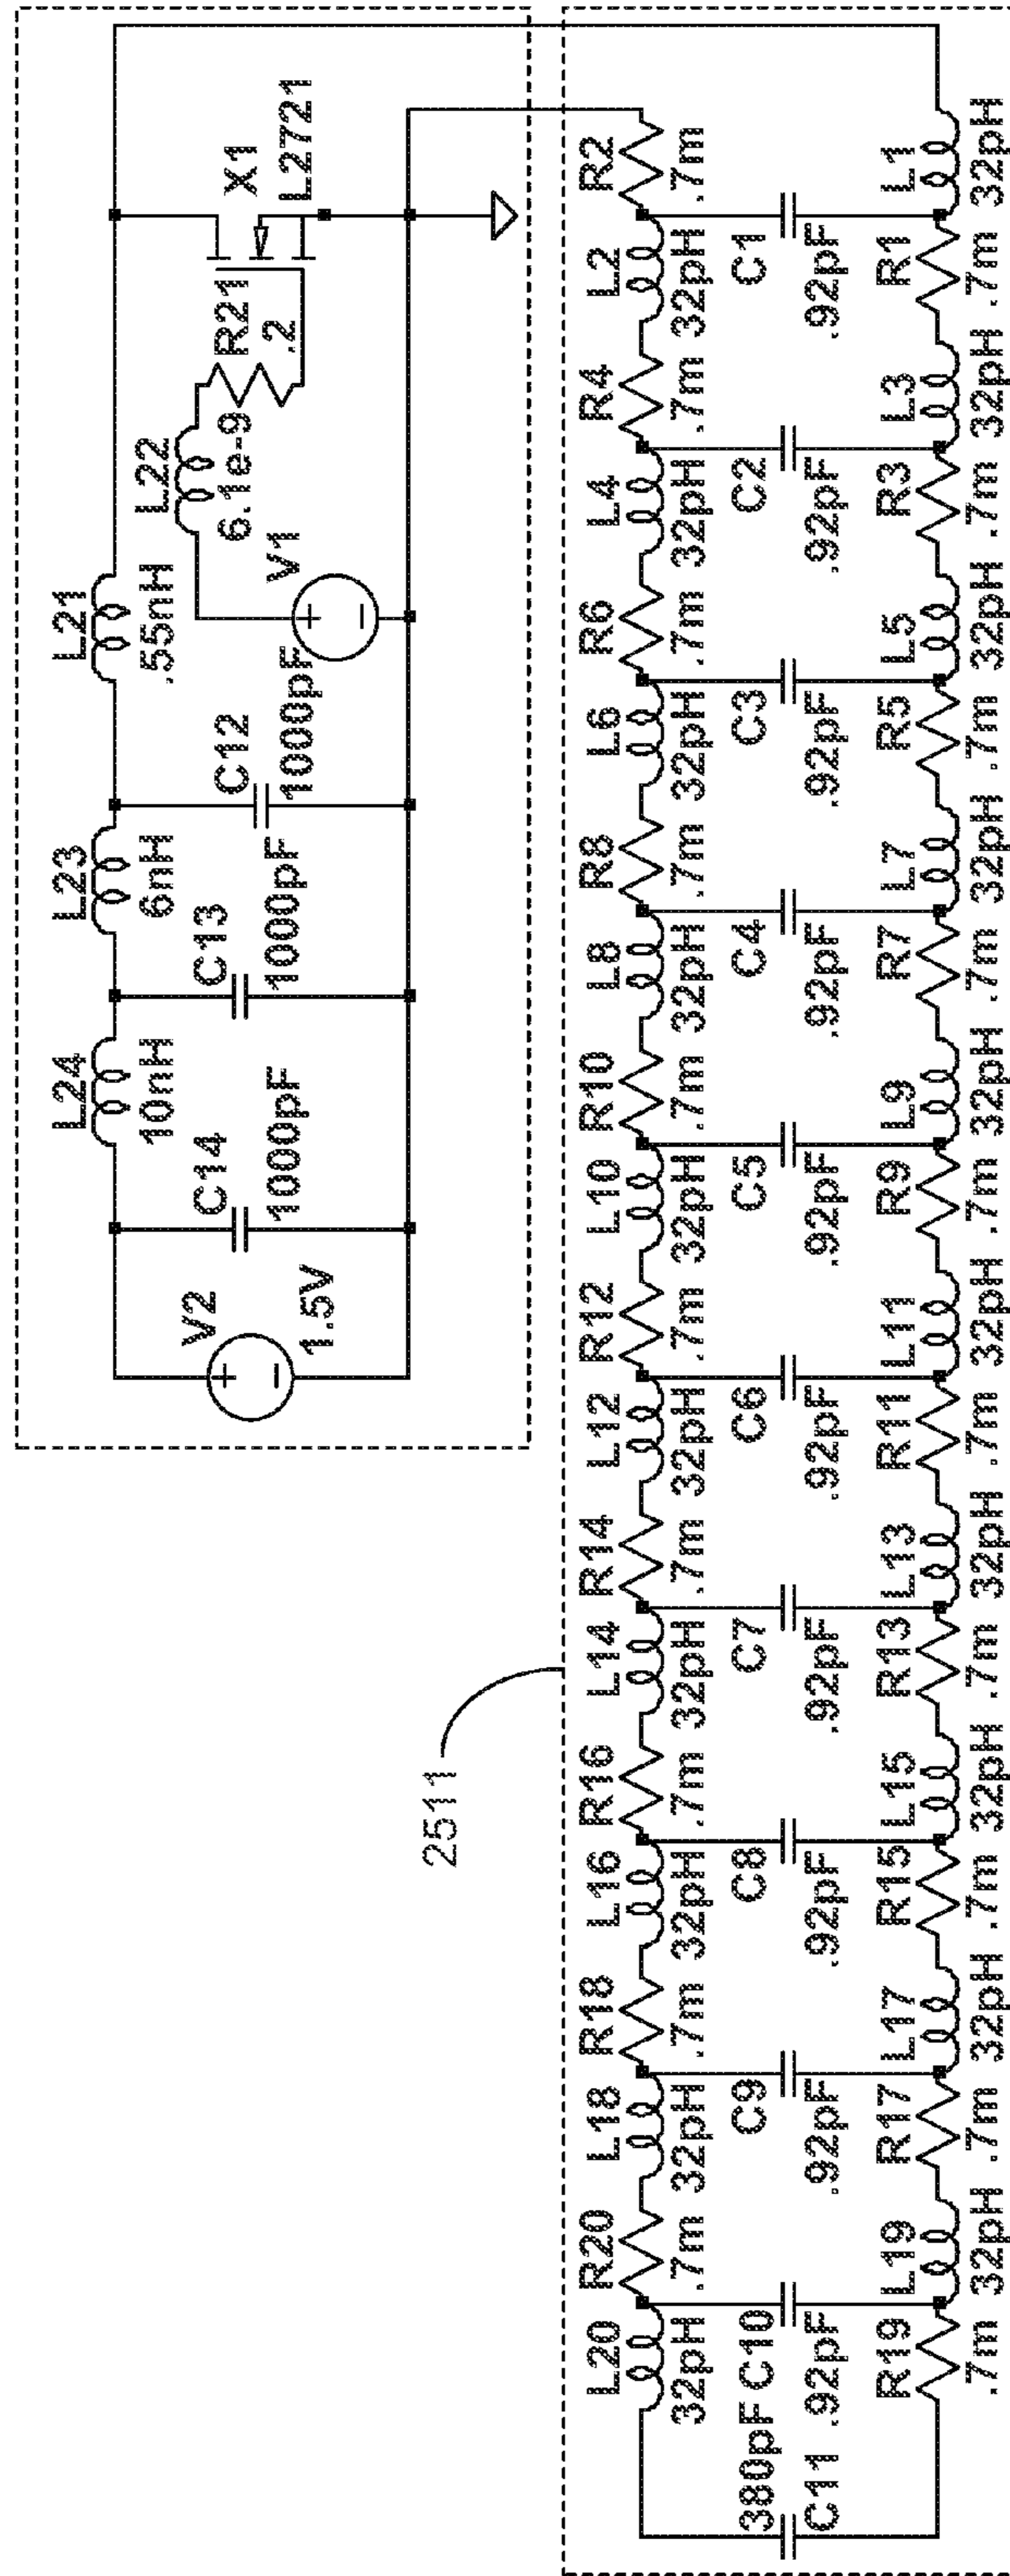 L24
10nH
L23
6nH
L21
.55nH
V2
1.5V
C14
1000pF
C13
1000pF
C12
1000pF
L22
6.1e-9
V1
R21
.2
X1
L2721
2511
L20
32pH
R20
.7m
L18
32pH
R18
.7m
L16
32pH
R16
.7m
L14
32pH
R14
.7m
L12
32pH
R12
.7m
L10
32pH
R10
.7m
L8
32pH
R8
.7m
L6
32pH
R6
.7m
L4
32pH
R4
.7m
L2
32pH
R2
.7m
380pF
C11
C10
.92pF
C9
.92pF
C8
.92pF
C7
.92pF
C6
.92pF
C5
.92pF
C4
.92pF
C3
.92pF
C2
.92pF
C1
.92pF
R19
.7m
L19
32pH
R17
.7m
L17
32pH
R15
.7m
L15
32pH
R13
.7m
L13
32pH
R11
.7m
L11
32pH
R9
.7m
L9
32pH
R7
.7m
L7
32pH
R5
.7m
L5
32pH
R3
.7m
L3
32pH
R1
.7m
L1
32pH